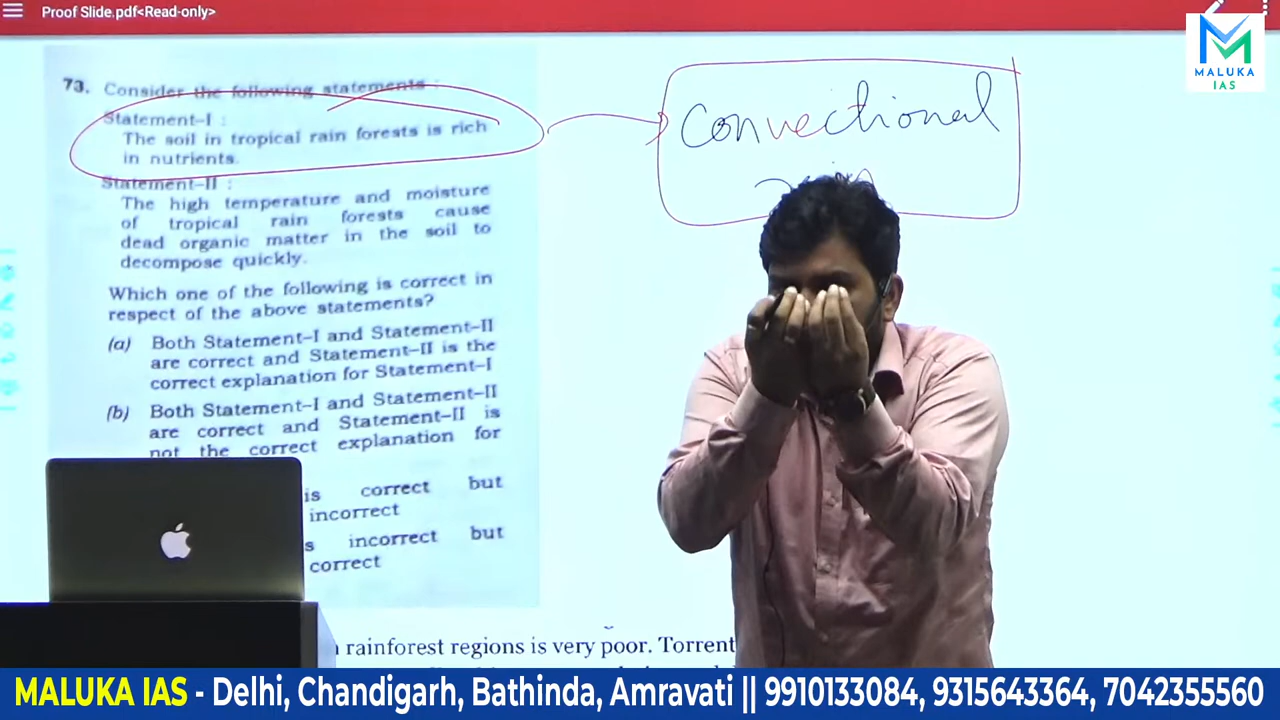 Proof Slide.pdf<Read-only>
MALUKA
IAS
73. Consider the following statements :
Statement-I :
The soil in tropical rain forests is rich
in nutrients.
Statement-II :
The high temperature and moisture
of tropical rain forests cause
dead organic matter in the soil to
decompose quickly.
Which one of the following is correct in
respect of the above statements?
(a) Both Statement-I and Statement-II
are correct and Statement-II is the
correct explanation for Statement-I
(b) Both Statement-I and Statement-II
are correct and Statement-II is
not the correct explanation for
is correct but
incorrect
incorrect but
correct
Convectional
rainforest regions is very poor. Torrent
MALUKA IAS - Delhi, Chandigarh, Bathinda, Amravati || 9910133084, 9315643364, 7042355560